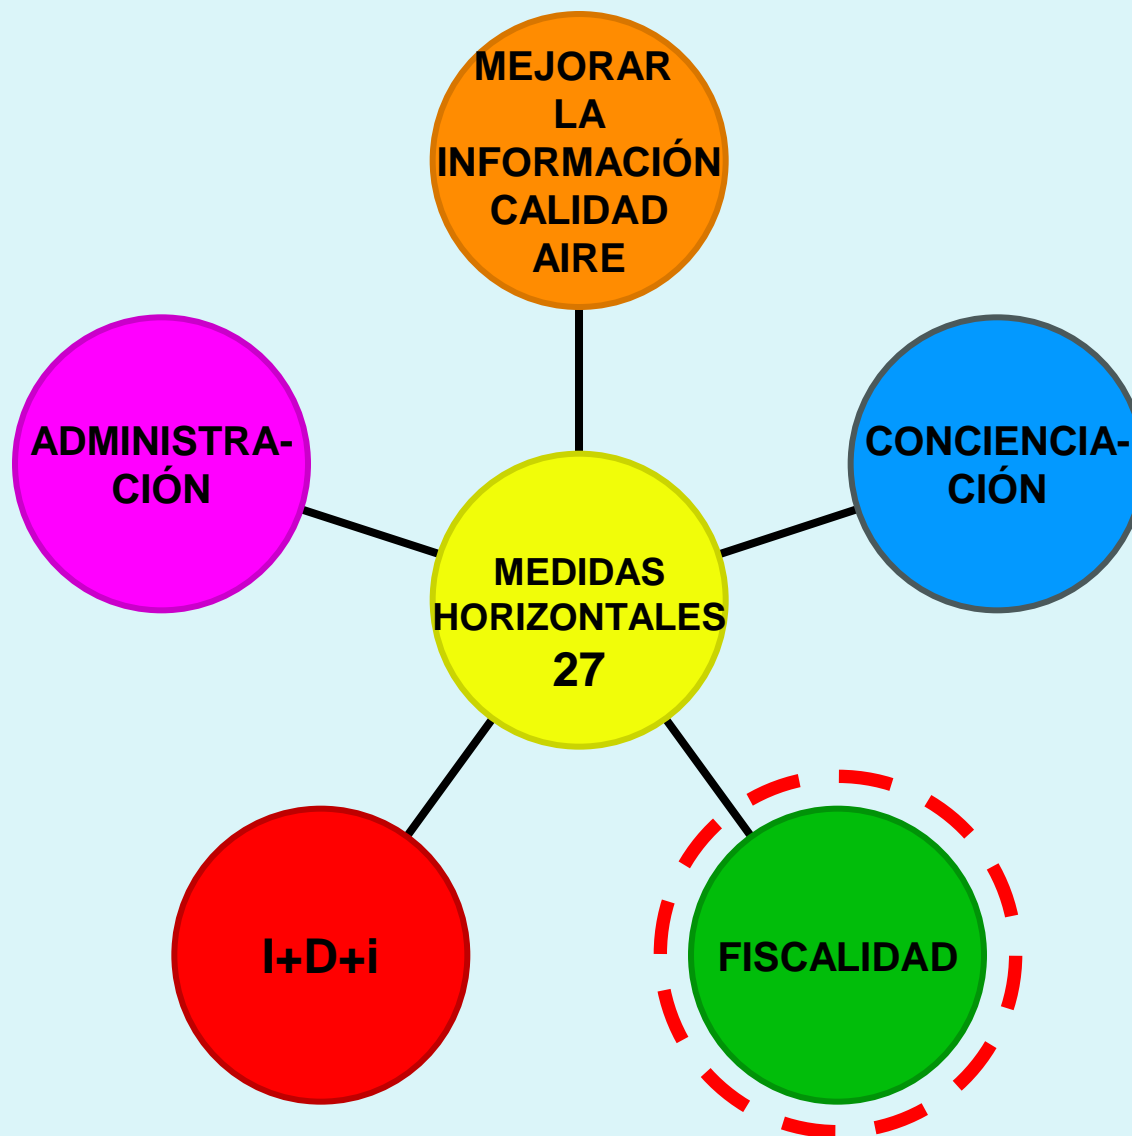 MEJORAR
LA
INFORMACIÓN
CALIDAD
AIRE
ADMINISTRA-
CIÓN
CONCIENCIA-
CIÓN
MEDIDAS
HORIZONTALES
27
I+D+i
FISCALIDAD